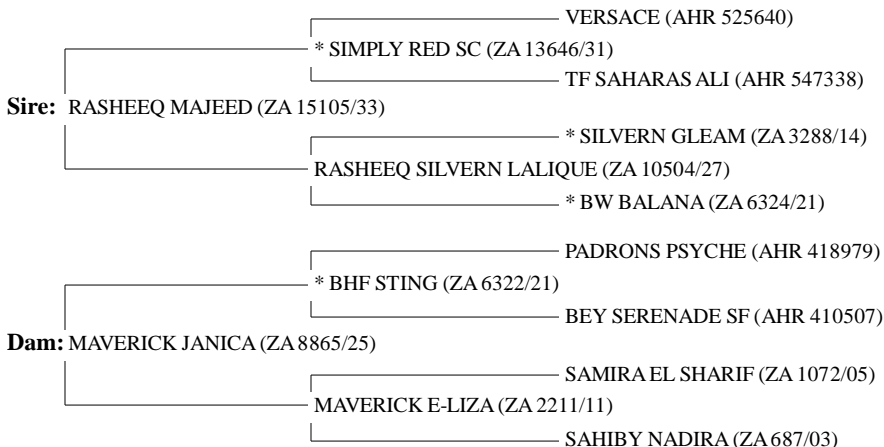 VERSACE (AHR 525640)
* SIMPLY RED SC (ZA 13646/31)
TF SAHARAS ALI (AHR 547338)
Sire: RASHEEQ MAJEED (ZA 15105/33)
* SILVERN GLEAM (ZA 3288/14)
RASHEEQ SILVERN LALIQUE (ZA 10504/27)
* BW BALANA (ZA 6324/21)
PADRONS PSYCHE (AHR 418979)
* BHF STING (ZA 6322/21)
BEY SERENADE SF (AHR 410507)
Dam: MAVERICK JANICA (ZA 8865/25)
SAMIRA EL SHARIF (ZA 1072/05)
MAVERICK E-LIZA (ZA 2211/11)
SAHIBY NADIRA (ZA 687/03)